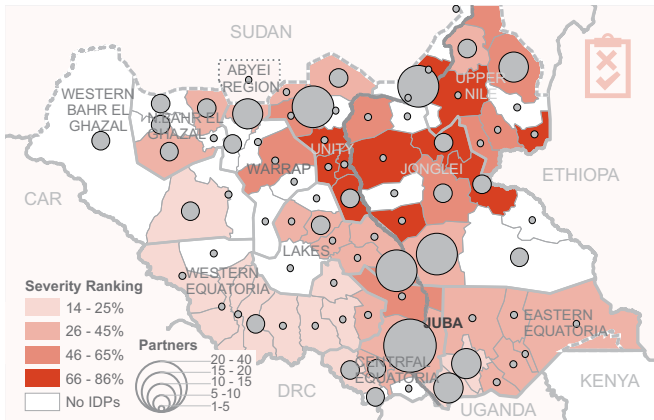 SUDAN
ABYEI
REGION
WESTERN
BAHR EL
GHAZAL
UPPER
NILE
N.BAHR EL
GHAZAL
UNITY
WARRAP
JONGLEI
ETHIOPIA
CAR
LAKES
WESTERN
EQUATORIA
Severity Ranking
14 - 25%
26 - 45%
46 - 65%
66 - 86%
No IDPs
Partners
20 - 40
15 - 20
10 - 15
5 -10
1-5
JUBA
EASTERN
EQUATORIA
CENTRFAL
EQUATORIA
DRC
UGANDA
KENYA